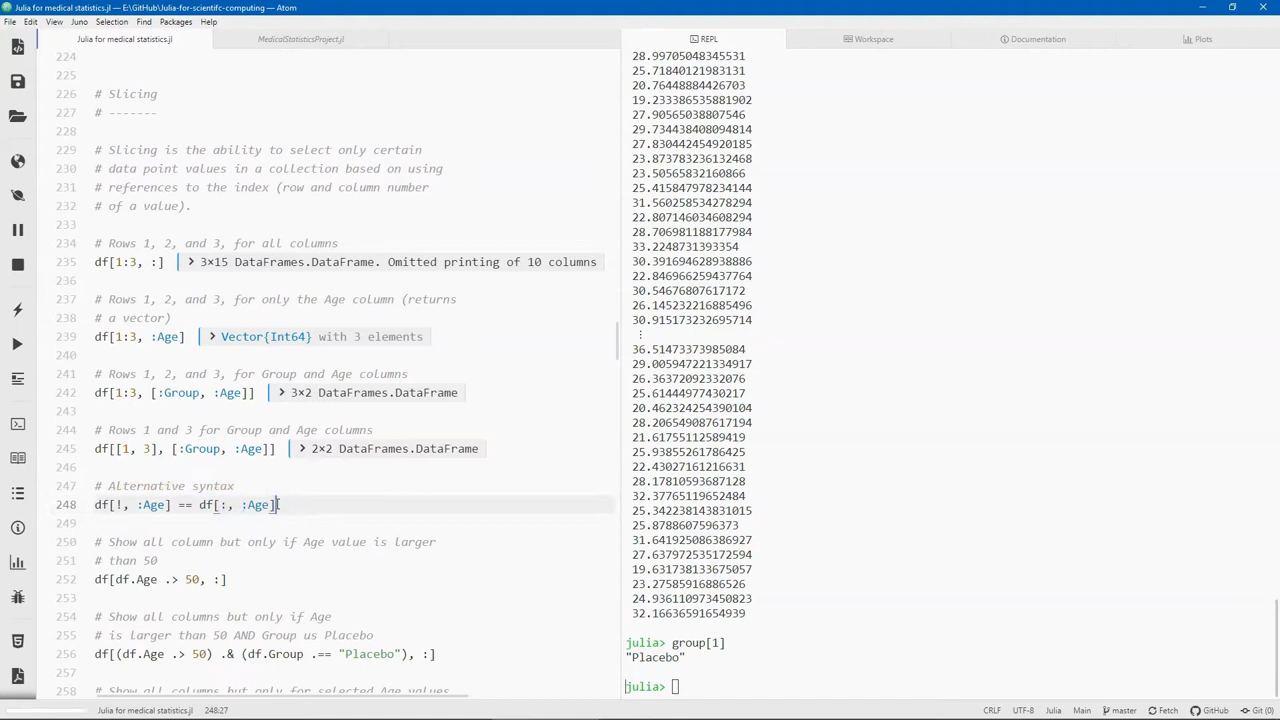 Julia for medical statistics.jl — E:\GitHub\Julia-for-scientifc-computing — Atom
File Edit View Juno Selection Find Packages Help
Julia for medical statistics.jl
MedicalStatisticsProject.jl
REPL
Workspace
Documentation
Plots
224
225
226 # Slicing
227 # -------
228
229 # Slicing is the ability to select only certain
230 # data point values in a collection based on using
231 # references to the index (row and column number
232 # of a value).
233
234 # Rows 1, 2, and 3, for all columns
235 df[1:3, :] > 3×15 DataFrames.DataFrame. Omitted printing of 10 columns
236
237 # Rows 1, 2, and 3, for only the Age column (returns
238 # a vector)
239 df[1:3, :Age] > Vector{Int64} with 3 elements
240
241 # Rows 1, 2, and 3, for Group and Age columns
242 df[1:3, [:Group, :Age]] > 3×2 DataFrames.DataFrame
243
244 # Rows 1 and 3 for Group and Age columns
245 df[[1, 3], [:Group, :Age]] > 2×2 DataFrames.DataFrame
246
247 # Alternative syntax
248 df[!, :Age] == df[:, :Age]
249
250 # Show all column but only if Age value is larger
251 # than 50
252 df[df.Age .> 50, :]
253
254 # Show all columns but only if Age
255 # is larger than 50 AND Group us Placebo
256 df[(df.Age .> 50) .& (df.Group .== "Placebo"), :]
257
258 # Show all columns but only for selected Age values
28.99705048345531
25.71841021983131
20.76448884426703
19.233386535881902
27.90565038807546
29.734438408094814
27.830442454920185
23.873783236132468
23.50565832160866
25.415847978234144
31.560258534278294
22.807146034608294
28.706981188177984
33.2248731393354
30.391694628938886
22.846966259437764
30.54676807617172
26.145232216885496
30.915173232695714
⋮
36.51473373985084
29.005947221334917
26.36372092332076
25.61444977430217
20.462324254390104
28.206549087617194
21.61755112589419
25.93855261786425
22.43027161216631
28.17810593687128
32.37765119652484
25.342238143831015
25.8788607596373
31.641925086386927
27.637972535172594
19.631738133675057
23.27585916886526
24.936110973450823
32.16636591654939
julia> group[1]
"Placebo"
julia>
Julia for medical statistics.jl 248:27
CRLF UTF-8 Julia Main master Fetch GitHub Git (0)